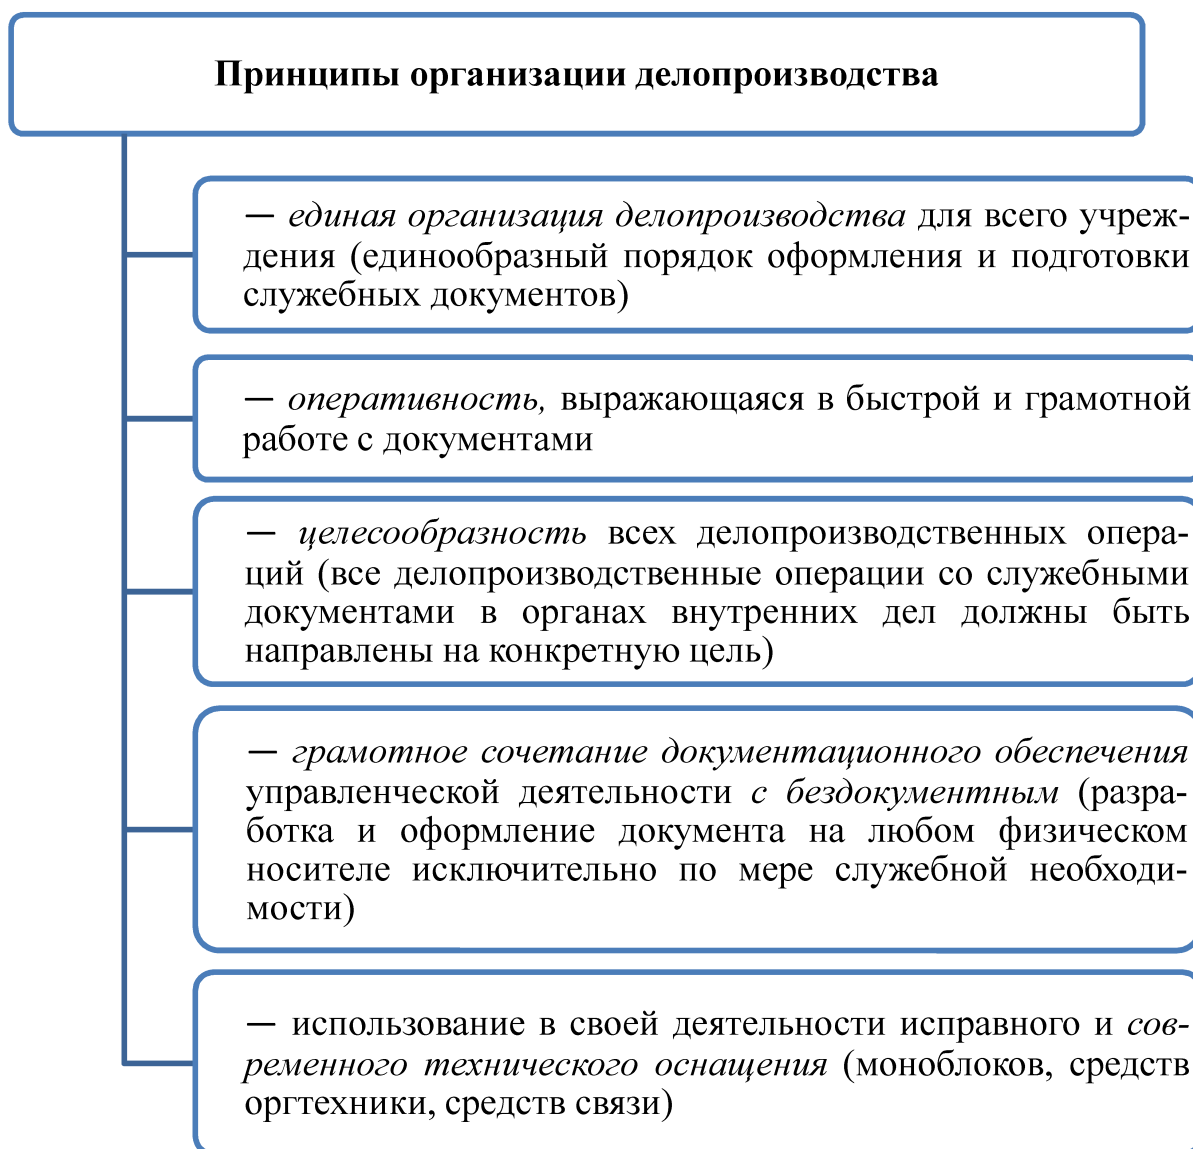 Принципы организации делопроизводства
— единая организация делопроизводства для всего учреж-
дения (единообразный порядок оформления и подготовки
служебных документов)
— оперативность, выражающаяся в быстрой и грамотной
работе с документами
— целесообразность всех делопроизводственных опера-
ций (все делопроизводственные операции со служебными
документами в органах внутренних дел должны быть
направлены на конкретную цель)
— грамотное сочетание документационного обеспечения
управленческой деятельности с бездокументным (разра-
ботка и оформление документа на любом физическом
носителе исключительно по мере служебной необходи-
мости)
— использование в своей деятельности исправного и сов-
ременного технического оснащения (моноблоков, средств
оргтехники, средств связи)